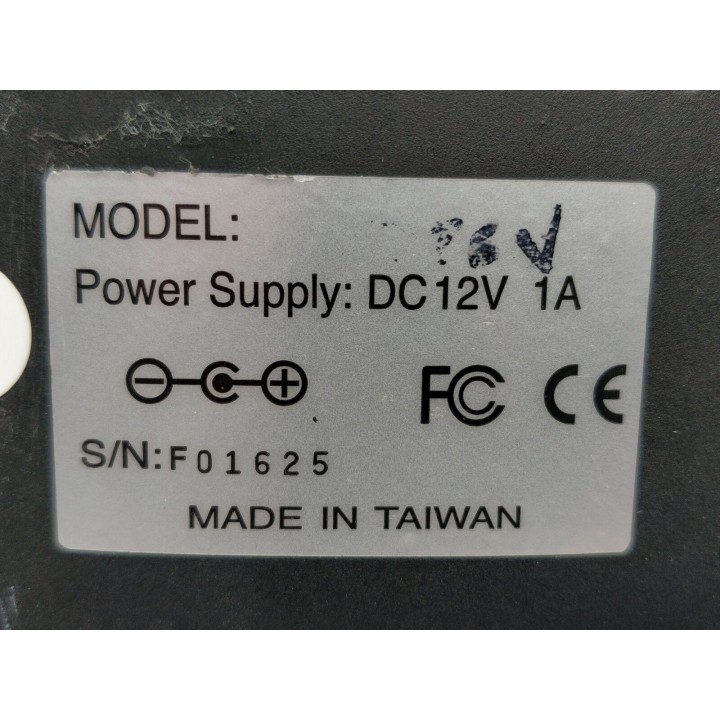 MODEL:
Power Supply: DC12V 1A
FC CE
S/N: F01625
MADE IN TAIWAN